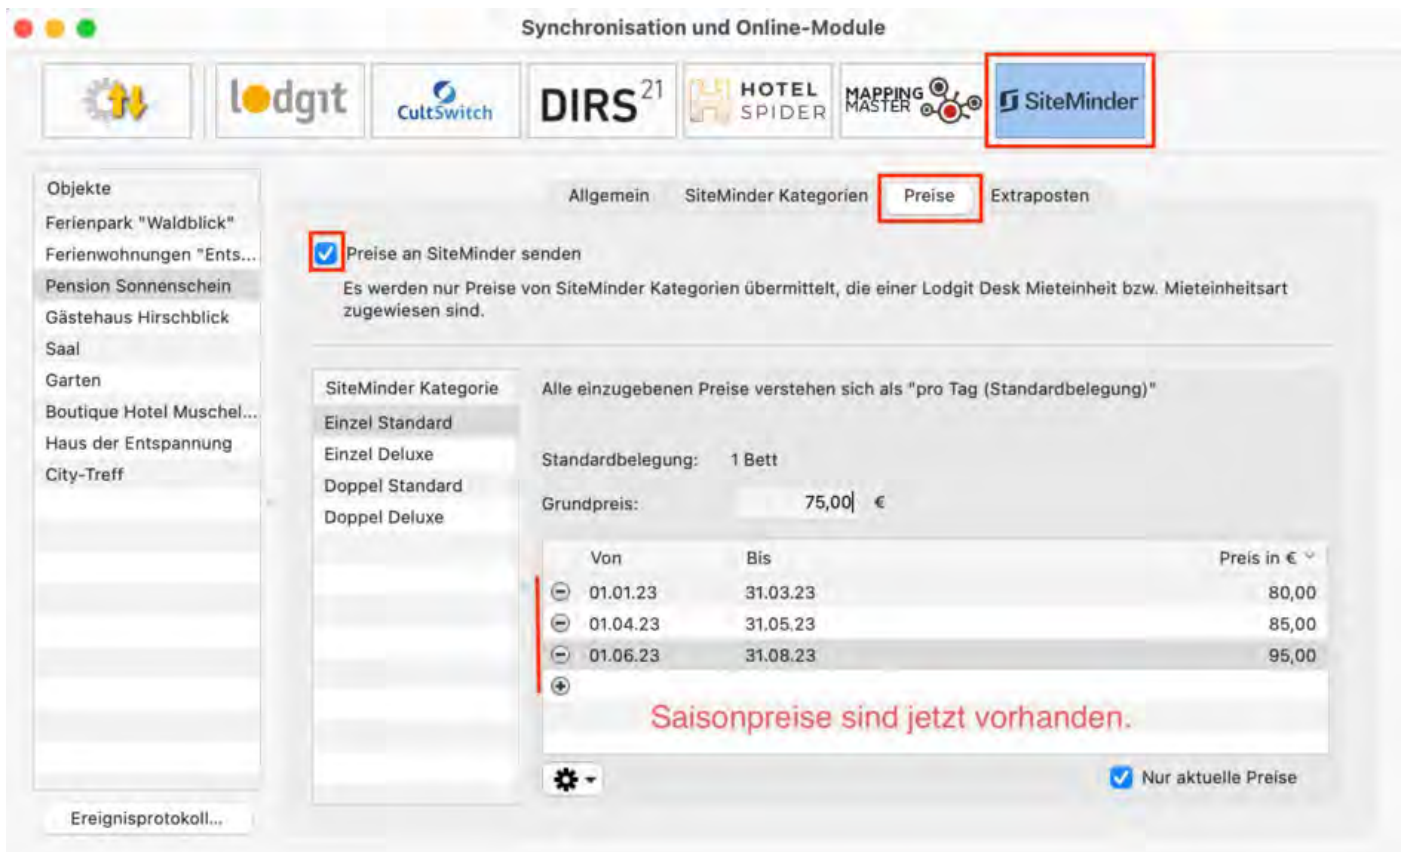 Synchronisation und Online-Module
lodgit
CultSwitch
DIRS21
HOTEL
SPIDER
MAPPING
MASTER
SiteMinder
Objekte
Ferienpark "Waldblick"
Ferienwohnungen "Ents...
Pension Sonnenschein
Gästehaus Hirschblick
Saal
Garten
Boutique Hotel Muschel...
Haus der Entspannung
City-Treff
Ereignisprotokoll...
Allgemein SiteMinder Kategorien Preise Extraposten
Preise an SiteMinder senden
Es werden nur Preise von SiteMinder Kategorien übermittelt, die einer Lodgit Desk Mieteinheit bzw. Mieteinheitsart
zugewiesen sind.
SiteMinder Kategorie
Einzel Standard
Einzel Deluxe
Doppel Standard
Doppel Deluxe
Alle einzugebenen Preise verstehen sich als "pro Tag (Standardbelegung)"
Standardbelegung: 1 Bett
Grundpreis: 75,00 €
Von Bis Preis in €
01.01.23 31.03.23 80,00
01.04.23 31.05.23 85,00
01.06.23 31.08.23 95,00
Saisonpreise sind jetzt vorhanden.
Nur aktuelle Preise